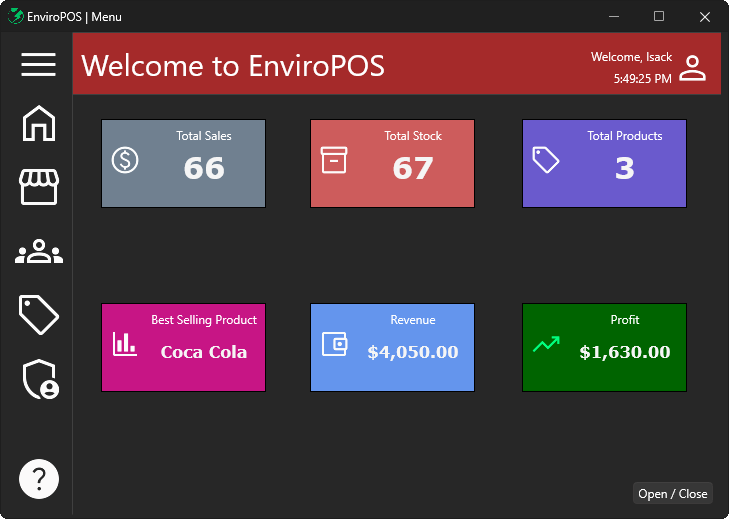 EnviroPOS | Menu
Welcome to EnviroPOS
Welcome, Isack
5:49:25 PM
Total Sales
66
Total Stock
67
Total Products
3
Best Selling Product
Coca Cola
Revenue
$4,050.00
Profit
$1,630.00
?
Open / Close